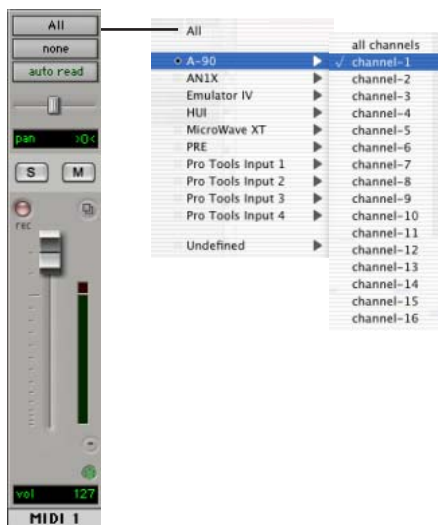 All
none
auto read
pan >0<
S M
rec
vol 127
MIDI 1
All
A-90
AN1X
Emulator IV
HUI
MicroWave XT
PRE
Pro Tools Input 1
Pro Tools Input 2
Pro Tools Input 3
Pro Tools Input 4
Undefined
all channels
√ channel-1
channel-2
channel-3
channel-4
channel-5
channel-6
channel-7
channel-8
channel-9
channel-10
channel-11
channel-12
channel-13
channel-14
channel-15
channel-16